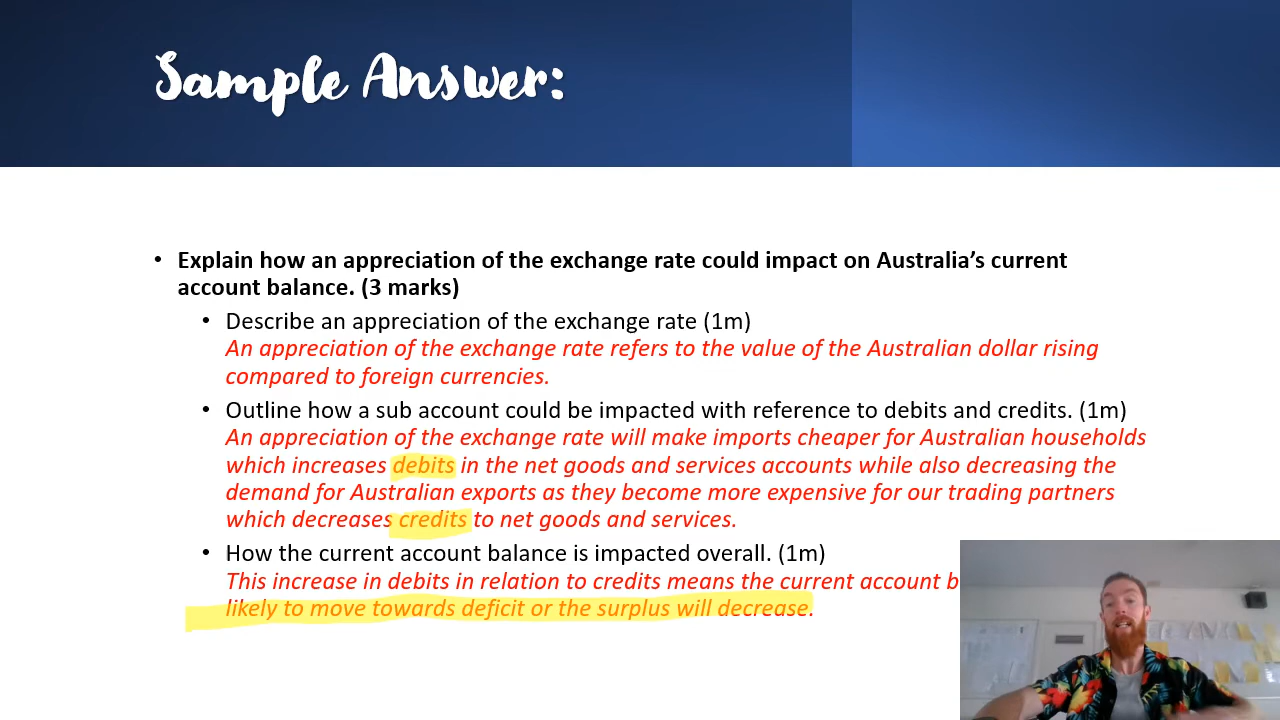 Sample Answer:
• Explain how an appreciation of the exchange rate could impact on Australia's current
account balance. (3 marks)
• Describe an appreciation of the exchange rate (1m)
An appreciation of the exchange rate refers to the value of the Australian dollar rising
compared to foreign currencies.
• Outline how a sub account could be impacted with reference to debits and credits. (1m)
An appreciation of the exchange rate will make imports cheaper for Australian households
which increases debits in the net goods and services accounts while also decreasing the
demand for Australian exports as they become more expensive for our trading partners
which decreases credits to net goods and services.
• How the current account balance is impacted overall. (1m)
This increase in debits in relation to credits means the current account b
likely to move towards deficit or the surplus will decrease.